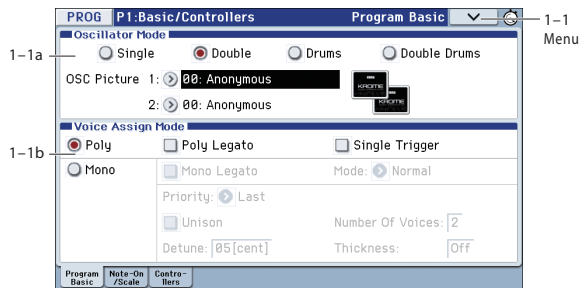 PROG P1:Basic/Controllers Program Basic
1–1
Menu
Oscillator Mode
1–1a
Single Double Drums Double Drums
OSC Picture 1: 00: Anonymous
2: 00: Anonymous
KROME
KROME
Voice Assign Mode
1–1b
Poly Poly Legato Single Trigger
Mono Mono Legato Mode: Normal
Priority: Last
Unison Number Of Voices: 2
Detune: 05[cent] Thickness: Off
Program Basic
Note-On /Scale
Contro- llers